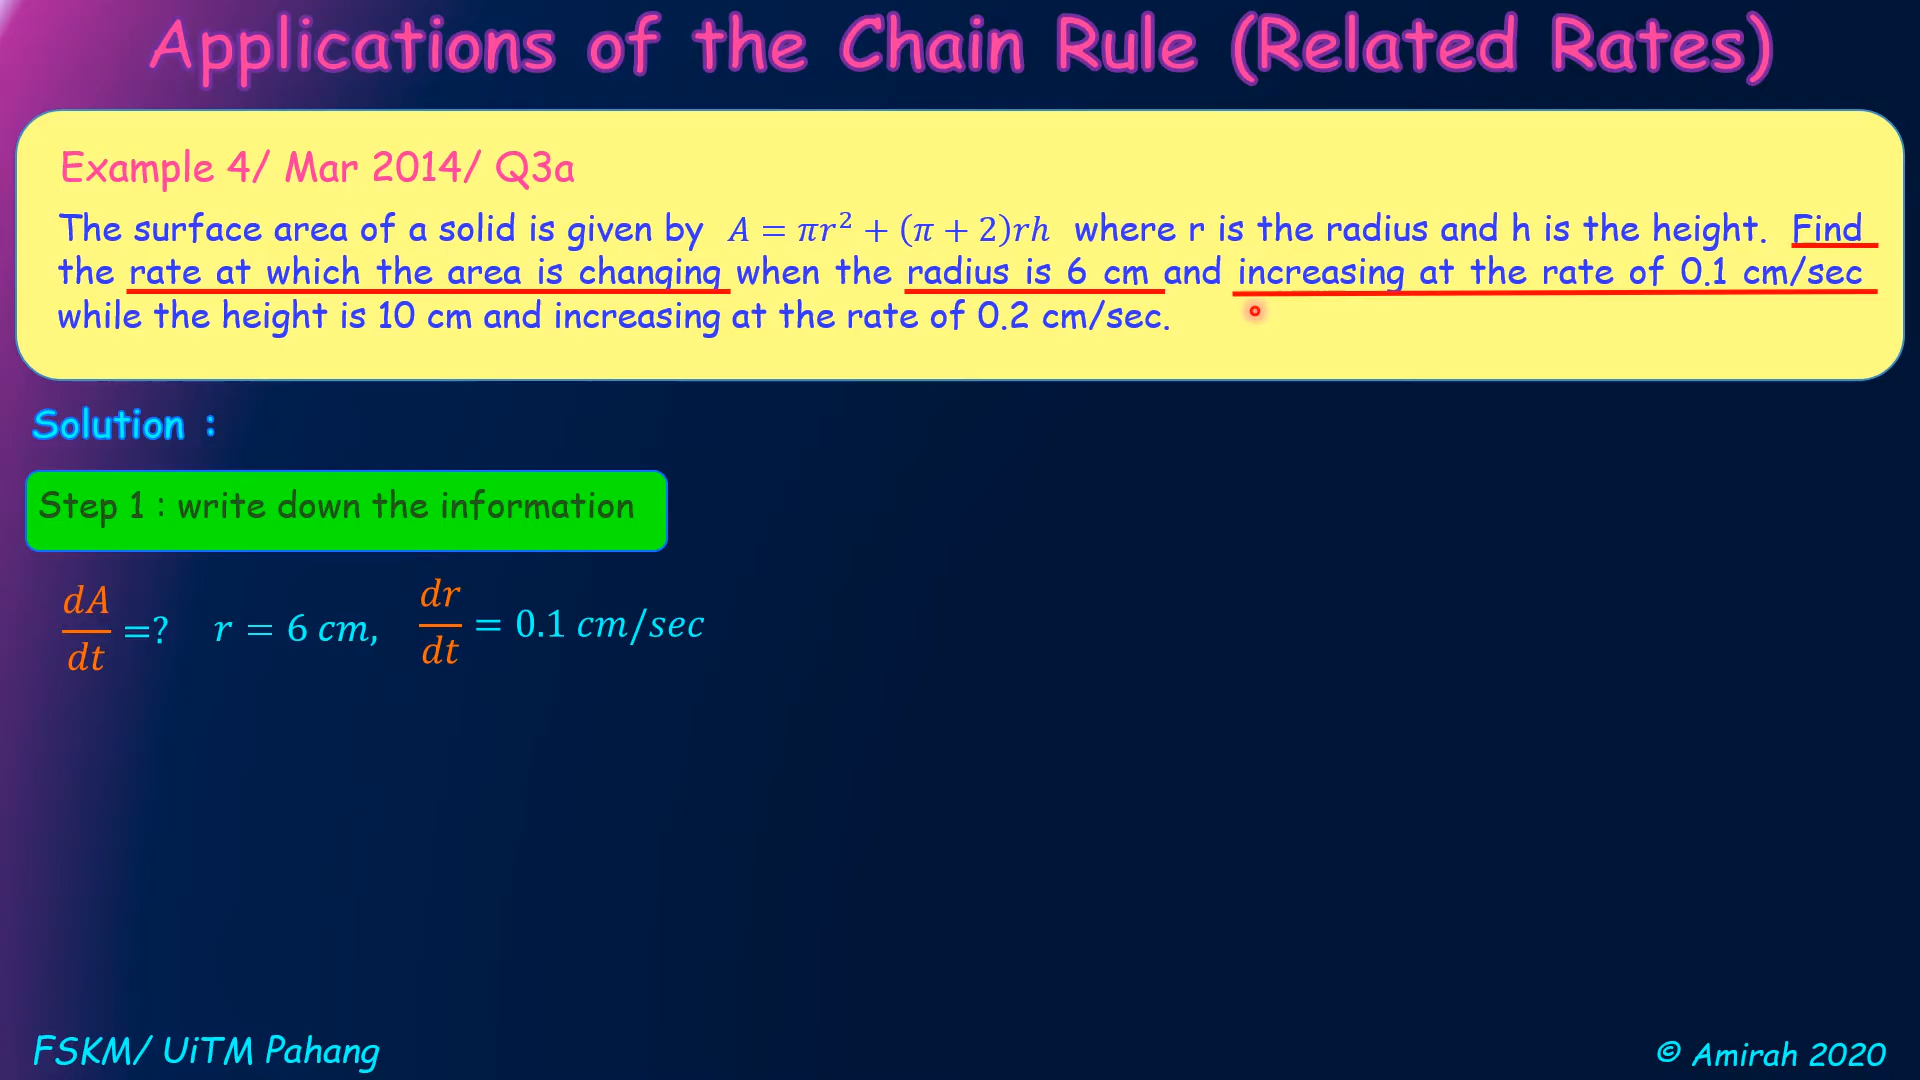 Applications of the Chain Rule (Related Rates)
Example 4/ Mar 2014/ Q3a
The surface area of a solid is given by A = πr² + (π + 2)rh where r is the radius and h is the height. Find
the rate at which the area is changing when the radius is 6 cm and increasing at the rate of 0.1 cm/sec
while the height is 10 cm and increasing at the rate of 0.2 cm/sec.
Solution :
Step 1 : write down the information
dA/dt =? r = 6 cm, dr/dt = 0.1 cm/sec
FSKM/ UiTM Pahang
© Amirah 2020